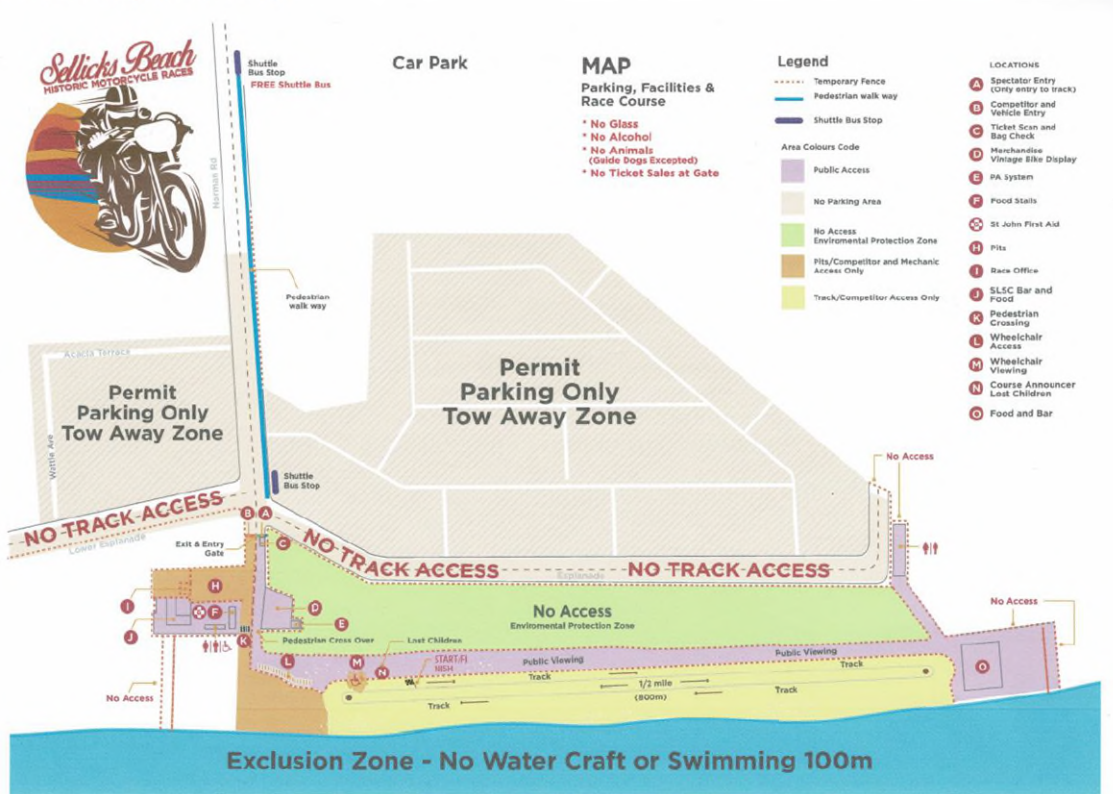 Sellicks Beach
HISTORIC MOTORCYCLE RACES
Shuttle
Bus Stop
FREE Shuttle Bus
Car Park
MAP
Parking, Facilities &
Race Course
* No Glass
* No Alcohol
* No Animals
(Guide Dogs Excepted)
* No Ticket Sales at Gate
Legend
Temporary Fence
Pedestrian walk way
Shuttle Bus Stop
Area Colours Code
Public Access
No Parking Area
No Access
Enviromental Protection Zone
Pits/Competitor and Mechanic
Access Only
Track/Competitor Access Only
LOCATIONS
A Spectator Entry
(Only entry to track)
B Competitor and
Vehicle Entry
C Ticket Scan and
Bag Check
D Merchandise
Vintage Bike Display
E PA System
F Food Stalls
St John First Aid
H Pits
I Race Office
J SLSC Bar and
Food
K Pedestrian
Crossing
L Wheelchair
Access
M Wheelchair
Viewing
N Course Announcer
Lost Children
O Food and Bar
Norman Rd
Pedestrian
walk way
Acacia Terrace
Wattle Ave
Permit
Parking Only
Tow Away Zone
Permit
Parking Only
Tow Away Zone
Shuttle
Bus Stop
No Access
NO TRACK ACCESS
Lower Esplanade
B
A
Exit & Entry
Gate
C
NO TRACK ACCESS
Esplanade
NO TRACK ACCESS
H
I
F
J
D
E
K
No Access
Enviromental Protection Zone
No Access
Pedestrian Cross Over
Lost Children
L
M
N
START/FI
NISH
Public Viewing
Public Viewing
Track
Track
1/2 mile
(800m)
Track
Track
O
No Access
Exclusion Zone - No Water Craft or Swimming 100m